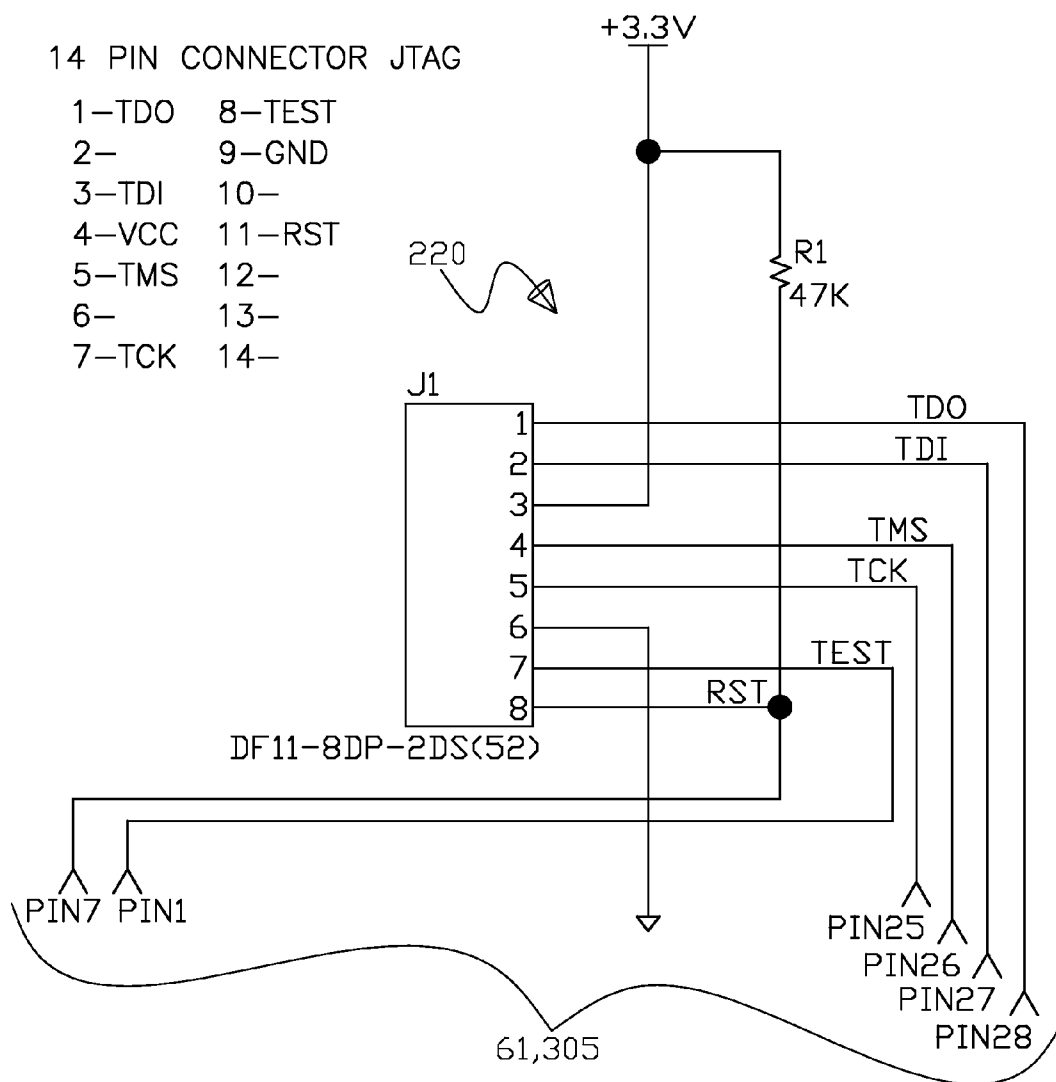 +3.3V
14 PIN CONNECTOR JTAG
1-TDO 8-TEST
2- 9-GND
3-TDI 10-
4-VCC 11-RST
5-TMS 12-
6- 13-
7-TCK 14-
220
R1
47K
J1
1 TDO
2 TDI
3
4 TMS
5 TCK
6
7 TEST
8 RST
DF11-8DP-2DS(52)
PIN7 PIN1
PIN25
PIN26
PIN27
PIN28
61,305